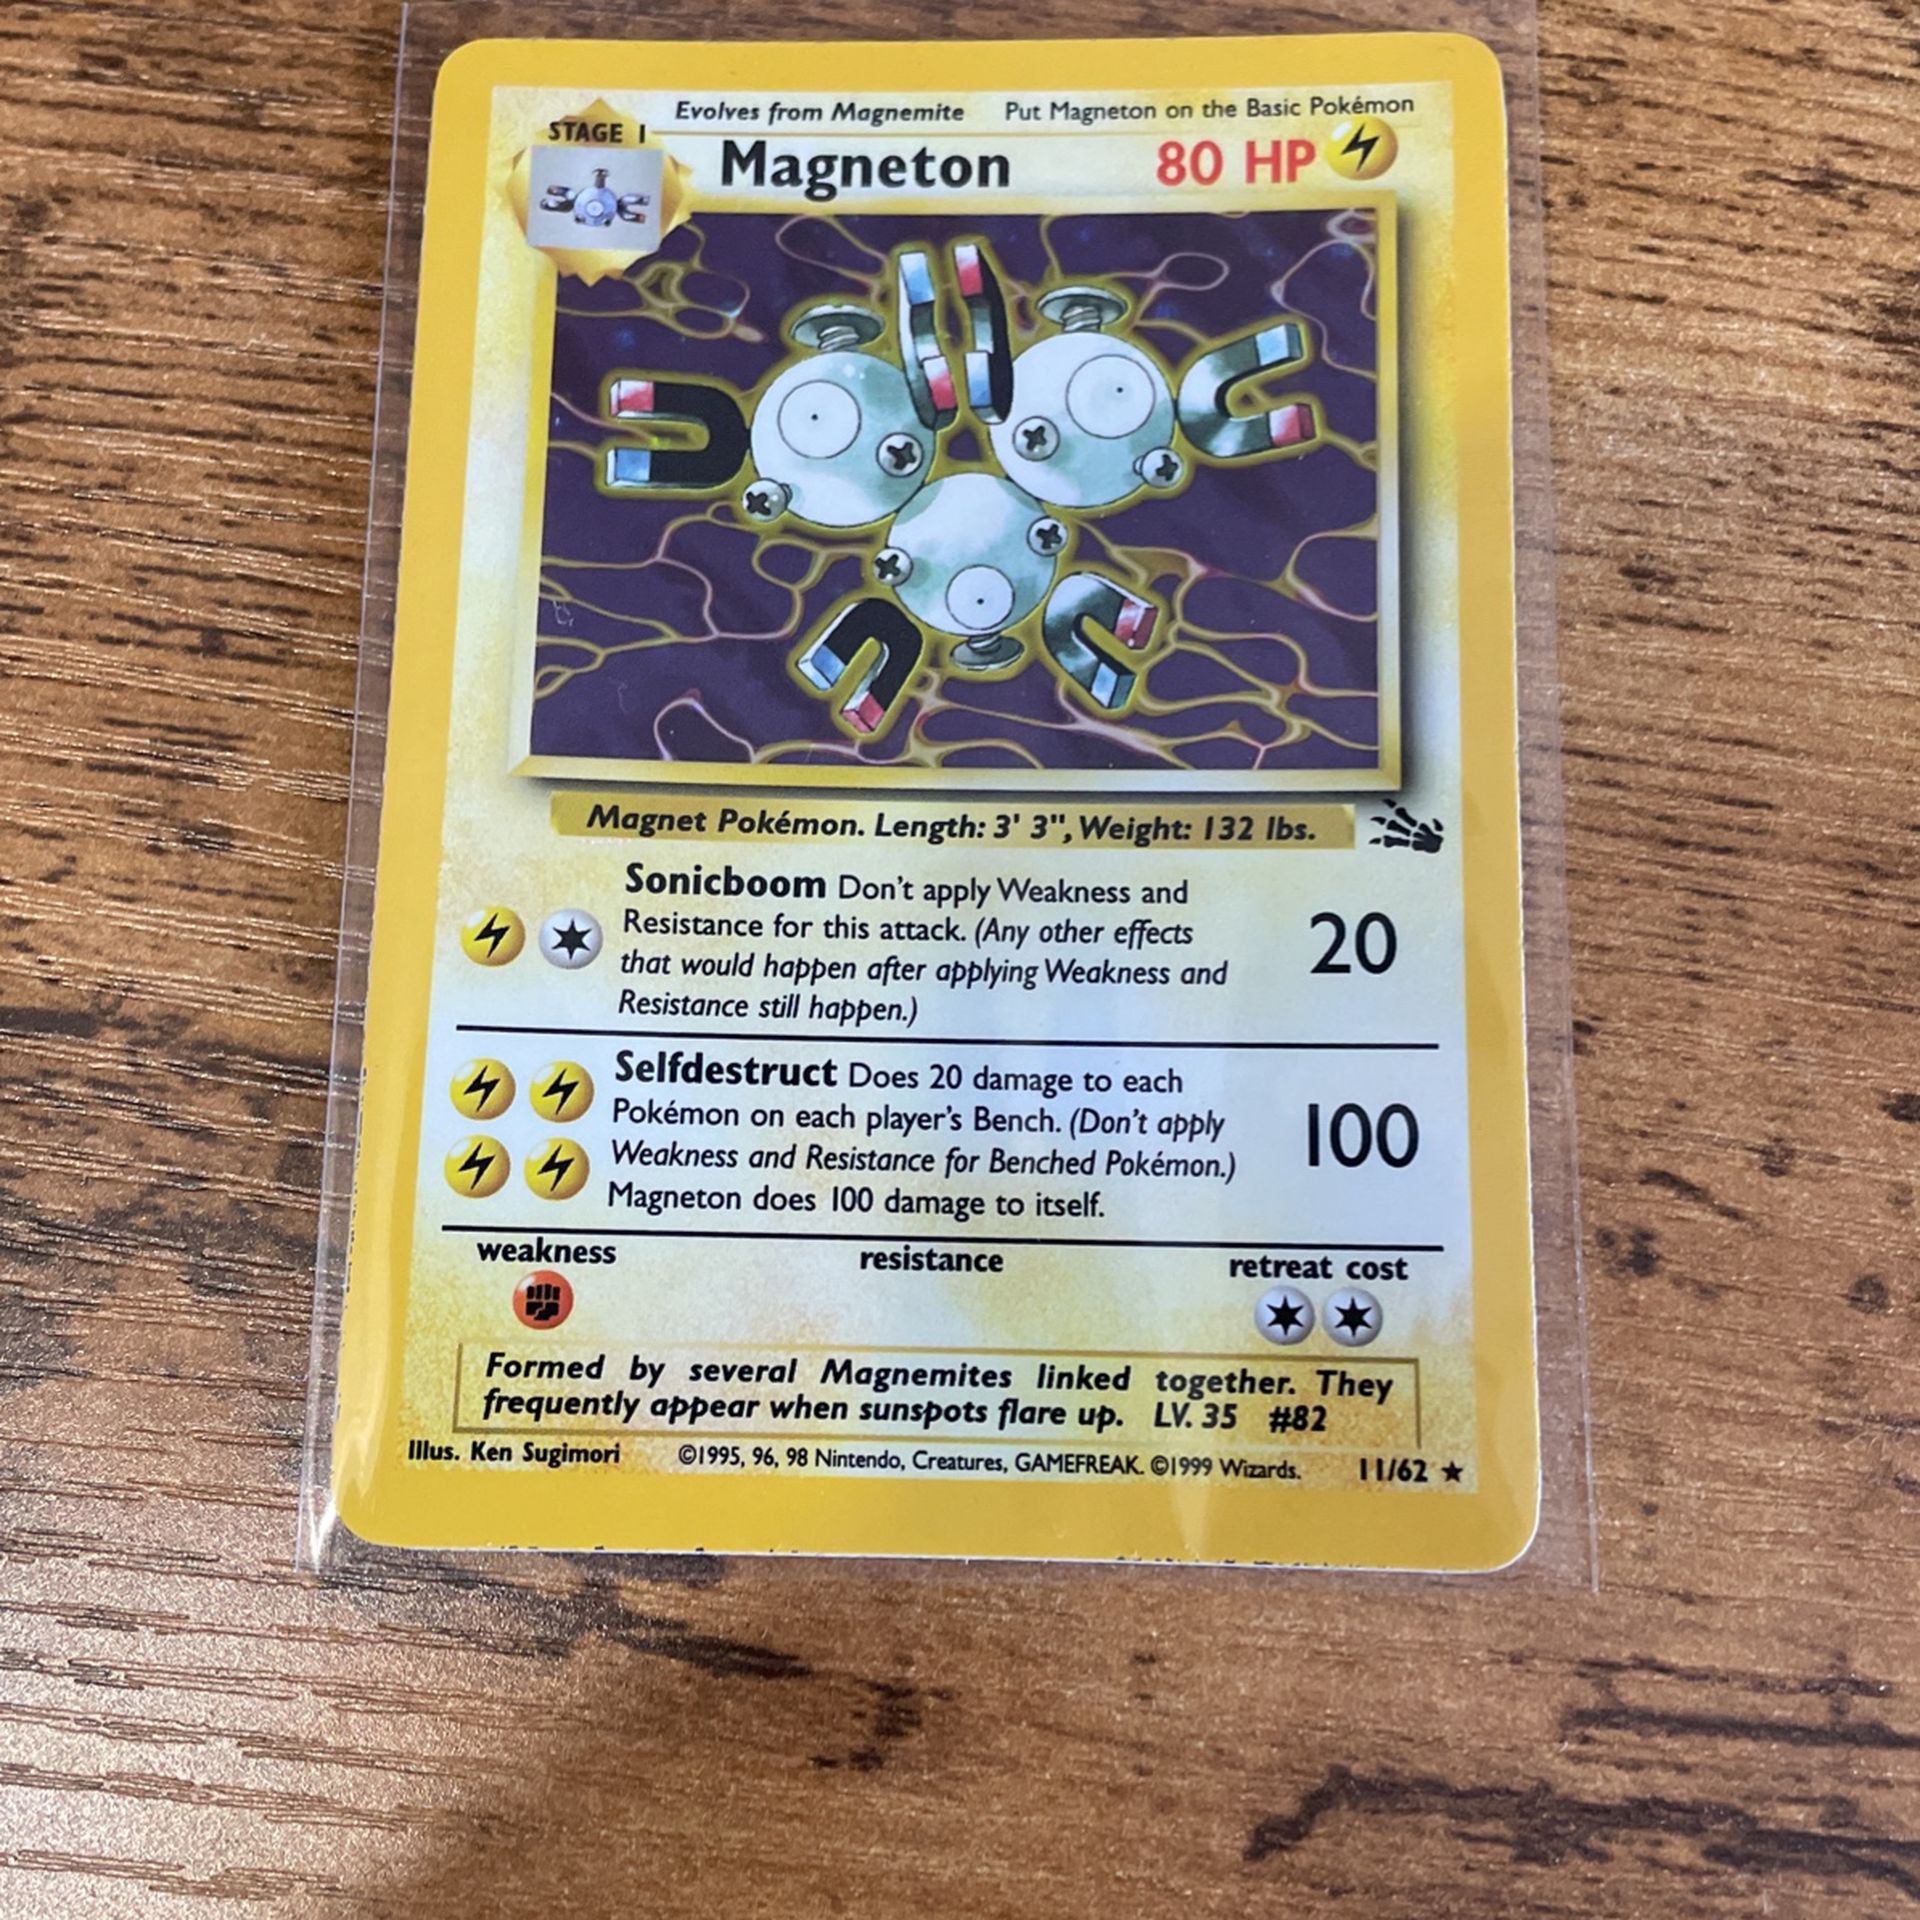 Evolves from Magnemite Put Magneton on the Basic Pokémon
STAGE 1
Magneton 80 HP
Magnet Pokémon. Length: 3' 3", Weight: 132 lbs.
Sonicboom Don't apply Weakness and
Resistance for this attack. (Any other effects
that would happen after applying Weakness and
Resistance still happen.)
20
Selfdestruct Does 20 damage to each
Pokémon on each player's Bench. (Don't apply
Weakness and Resistance for Benched Pokémon.)
Magneton does 100 damage to itself.
100
weakness resistance retreat cost
Formed by several Magnemites linked together. They
frequently appear when sunspots flare up. LV. 35 #82
Illus. Ken Sugimori ©1995, 96, 98 Nintendo, Creatures, GAMEFREAK. ©1999 Wizards. 11/62 ★